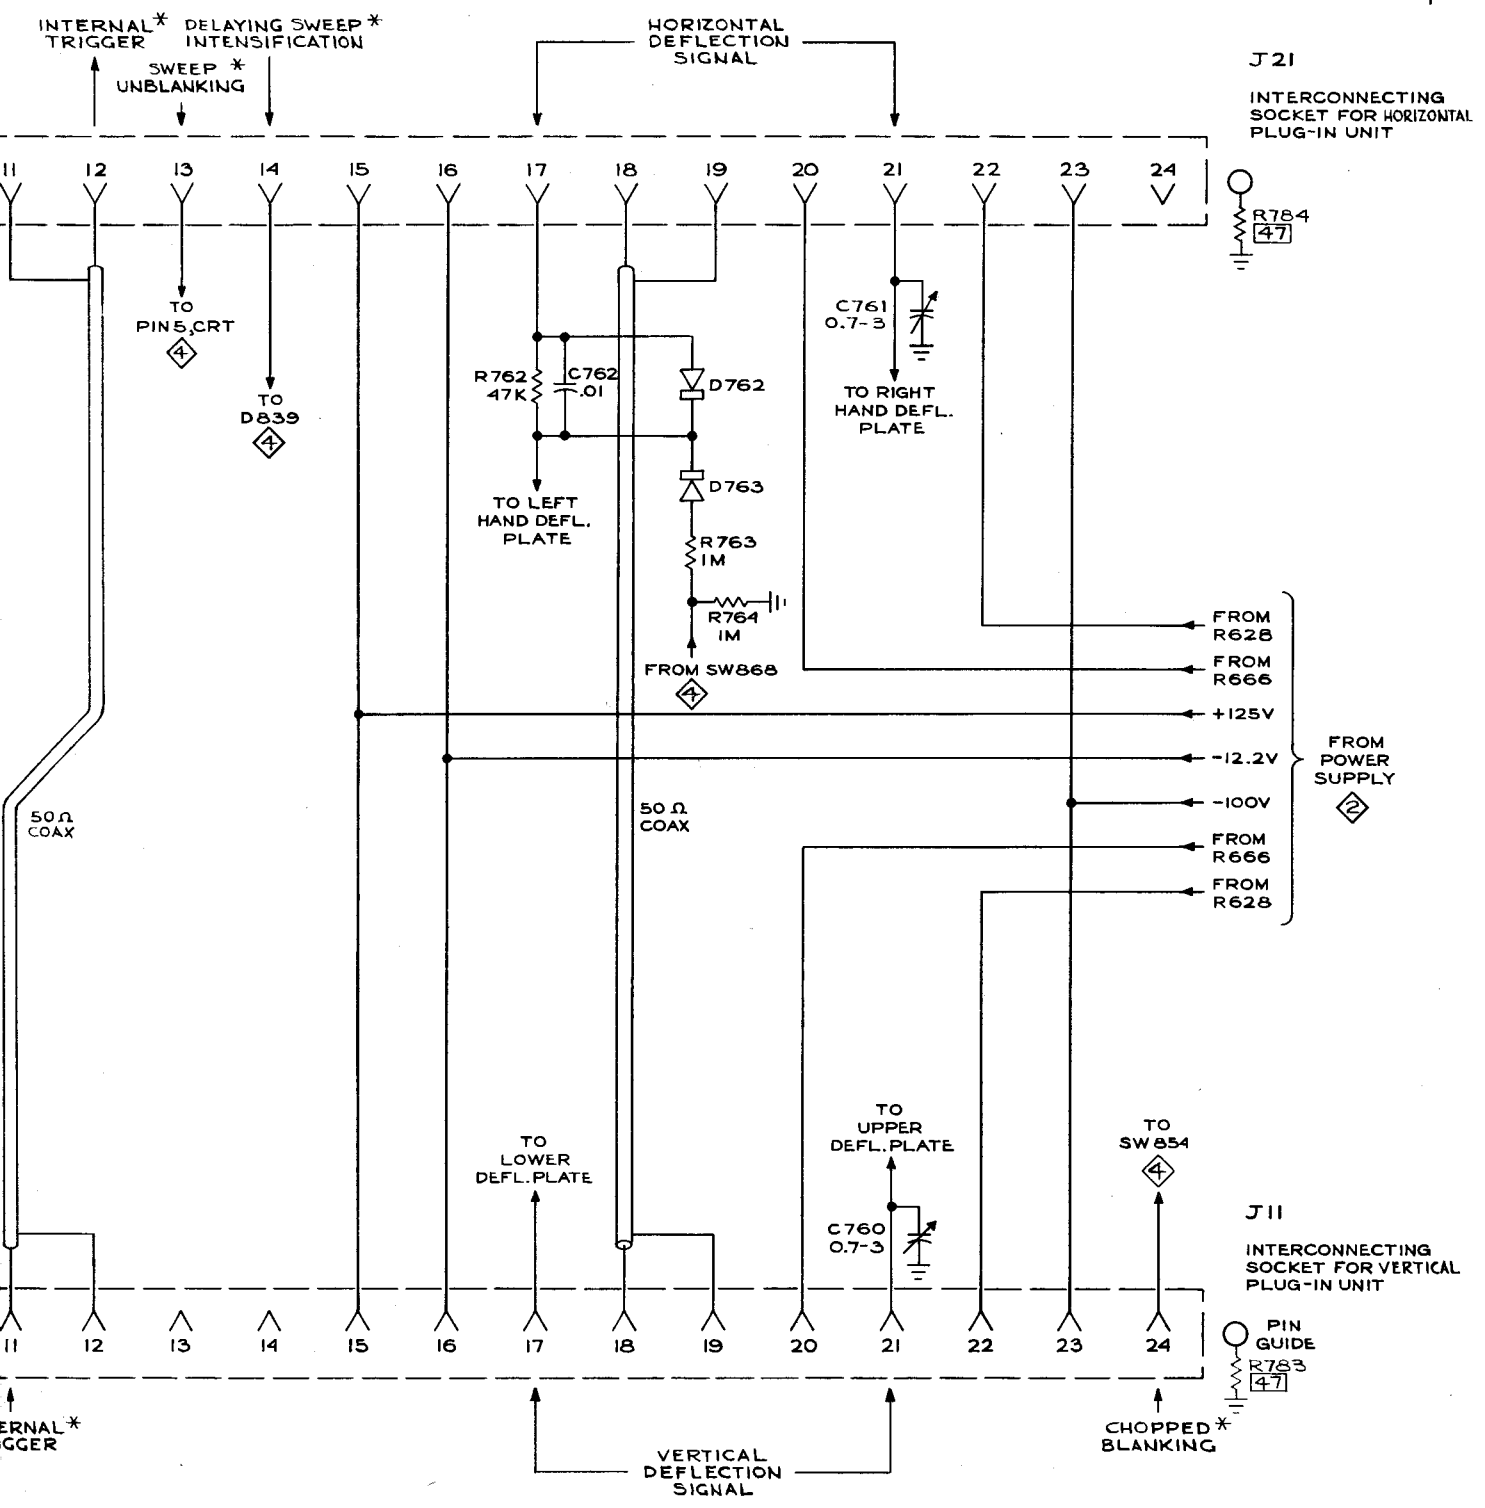 INTERNAL*
TRIGGER
DELAYING SWEEP*
INTENSIFICATION
SWEEP *
UNBLANKING
HORIZONTAL
DEFLECTION
SIGNAL
J21
INTERCONNECTING
SOCKET FOR HORIZONTAL
PLUG-IN UNIT
11 12 13 14 15 16 17 18 19 20 21 22 23 24
R784
47
TO
PIN 5, CRT
4
TO
D839
4
R762
47K
C762
.01
D762
C761
0.7-3
TO RIGHT
HAND DEFL.
PLATE
TO LEFT
HAND DEFL.
PLATE
D763
R763
1M
R764
1M
FROM SW868
4
FROM
R628
FROM
R666
+125V
-12.2V
-100V
FROM
R666
FROM
R628
FROM
POWER
SUPPLY
2
50Ω
COAX
50Ω
COAX
TO
LOWER
DEFL. PLATE
TO
UPPER
DEFL. PLATE
TO
SW854
4
C760
0.7-3
J11
INTERCONNECTING
SOCKET FOR VERTICAL
PLUG-IN UNIT
11 12 13 14 15 16 17 18 19 20 21 22 23 24
PIN
GUIDE
R783
47
ERNAL*
GGER
VERTICAL
DEFLECTION
SIGNAL
CHOPPED*
BLANKING